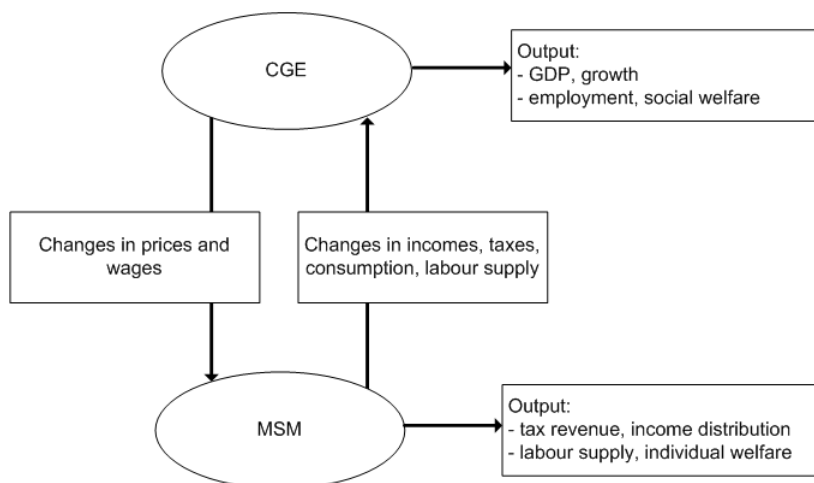 CGE
Output:
- GDP, growth
- employment, social welfare
Changes in prices and
wages
Changes in incomes, taxes,
consumption, labour supply
MSM
Output:
- tax revenue, income distribution
- labour supply, individual welfare